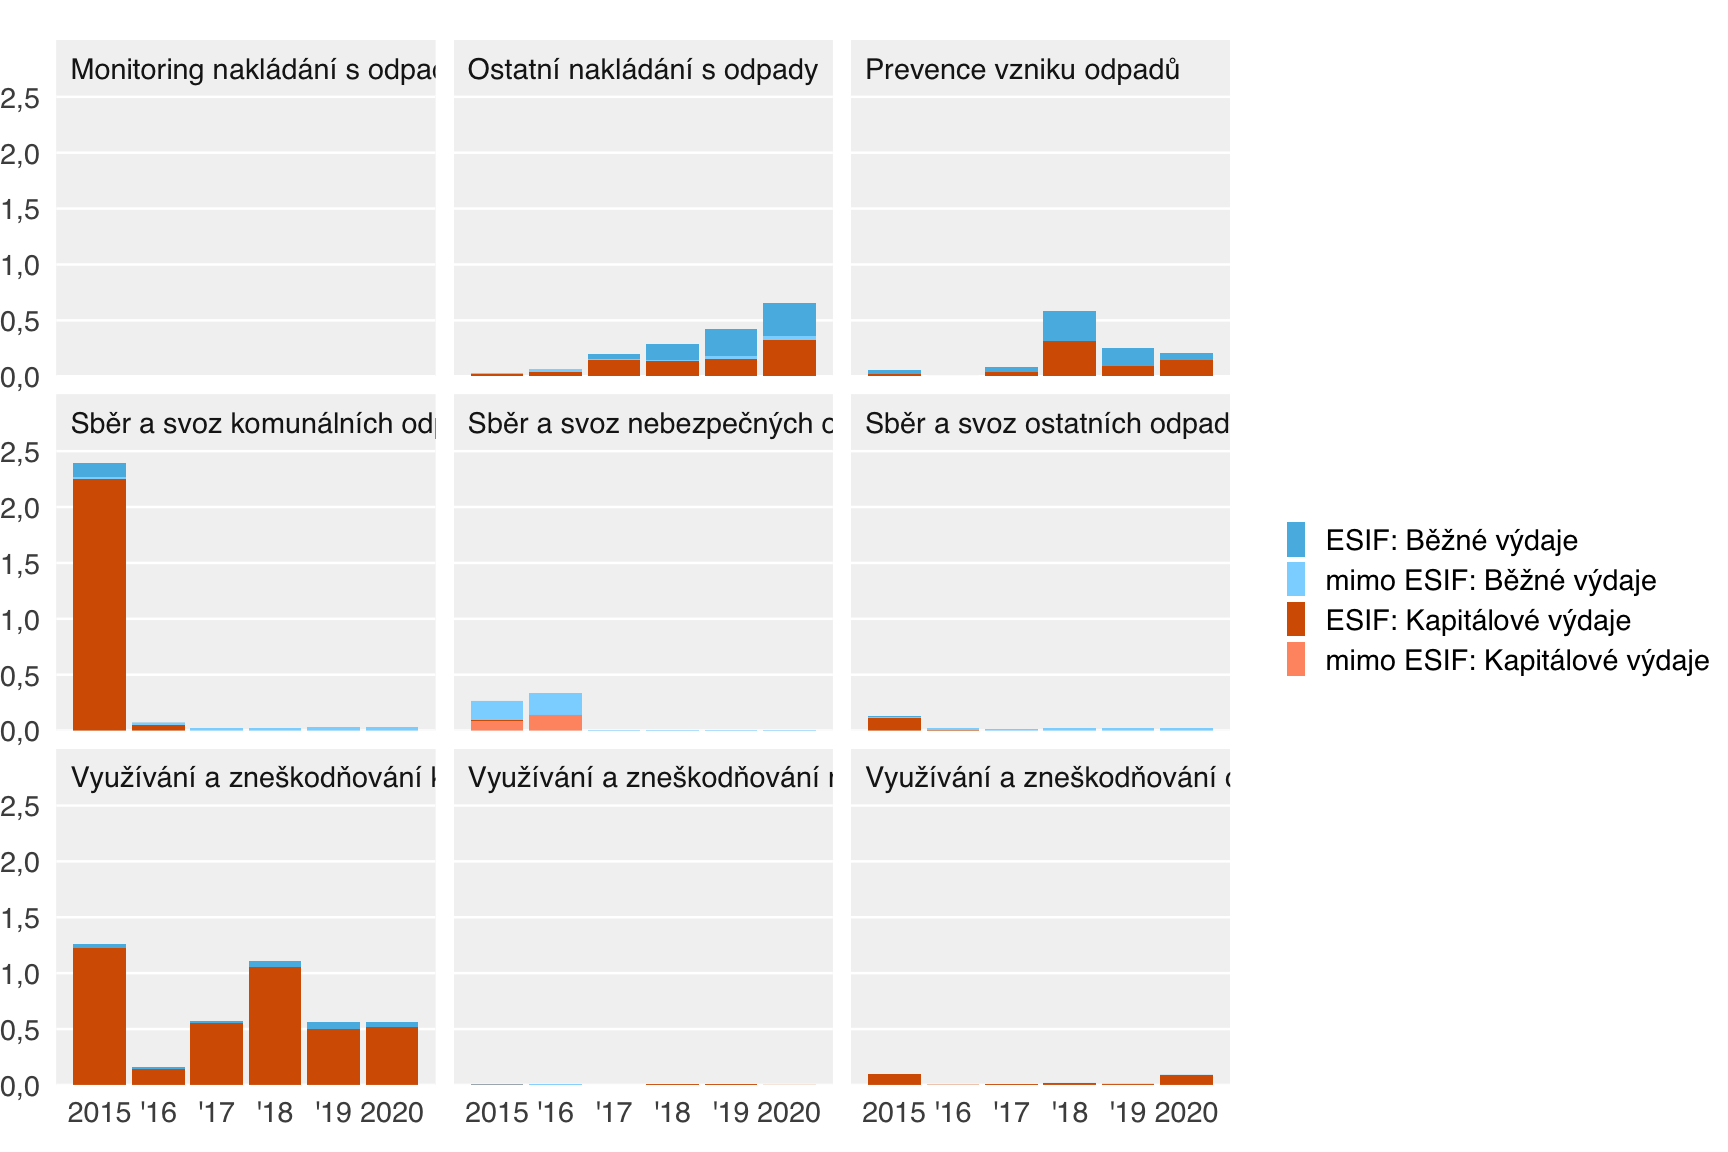 Monitoring nakládání s odpad
Ostatní nakládání s odpady
Prevence vzniku odpadů
2,5
2,0
1,5
1,0
0,5
0,0
Sběr a svoz komunálních
Sběr a svoz nebezpečných
Sběr a svoz ostatních odpad
2,5
2,0
1,5
1,0
0,5
0,0
Využívání a zneškodňování
Využívání a zneškodňování
Využívání a zneškodňování
2,5
2,0
1,5
1,0
0,5
0,0
2015 '16 '17 '18 '19 2020
2015 '16 '17 '18 '19 2020
2015 '16 '17 '18 '19 2020
ESIF: Běžné výdaje
mimo ESIF: Běžné výdaje
ESIF: Kapitálové výdaje
mimo ESIF: Kapitálové výdaje